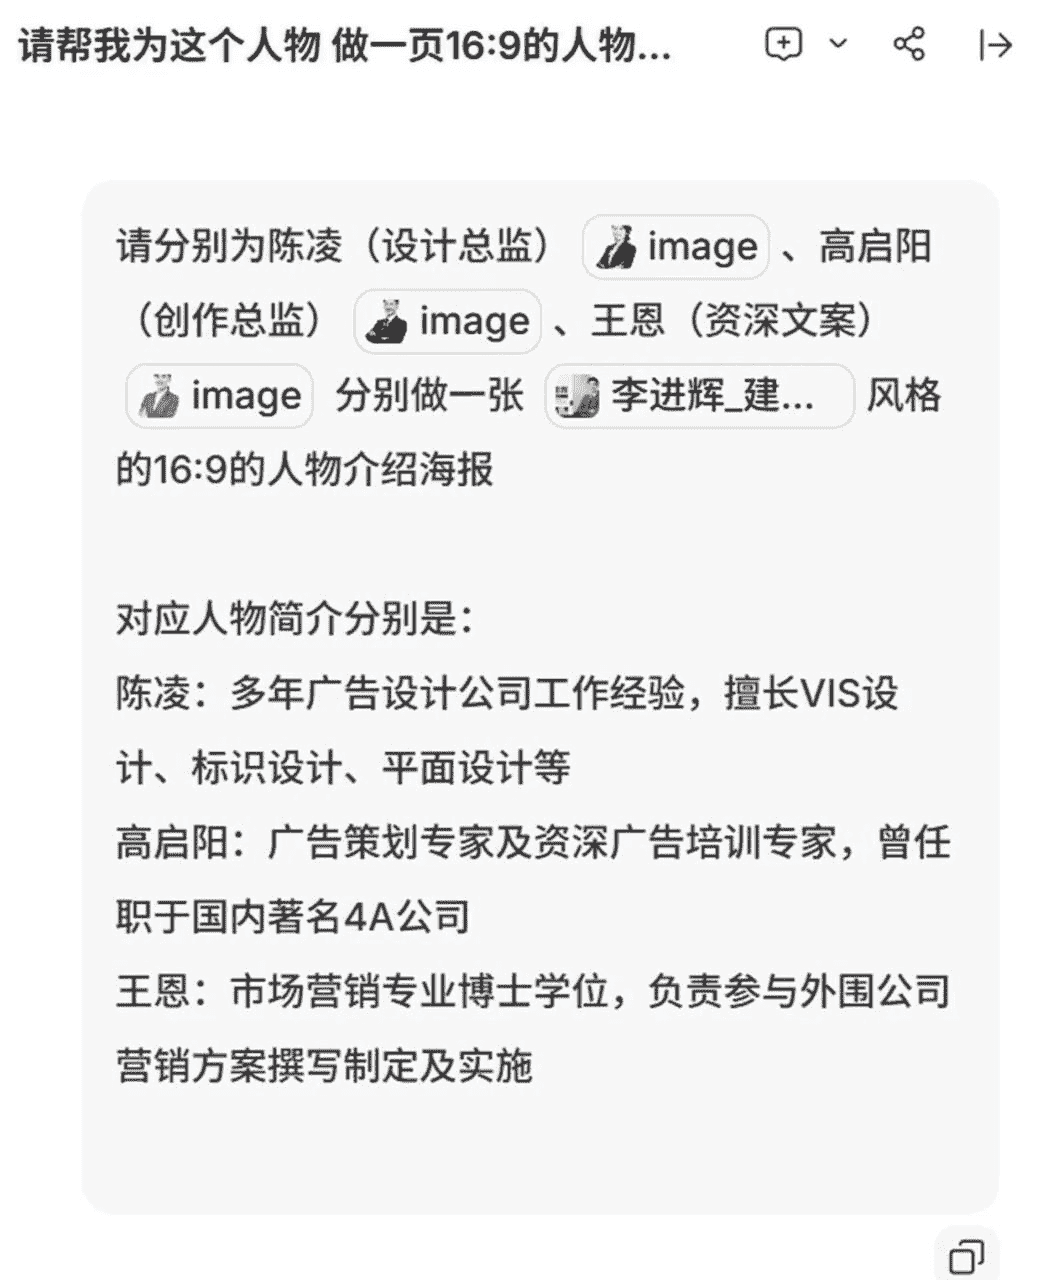 请帮我为这个人物 做一页16:9的人物...
请分别为陈凌（设计总监） image 、高启阳
（创作总监） image 、王恩（资深文案）
image 分别做一张 李进辉_建... 风格
的16:9的人物介绍海报
对应人物简介分别是：
陈凌：多年广告设计公司工作经验，擅长VIS设
计、标识设计、平面设计等
高启阳：广告策划专家及资深广告培训专家，曾任
职于国内著名4A公司
王恩：市场营销专业博士学位，负责参与外围公司
营销方案撰写制定及实施